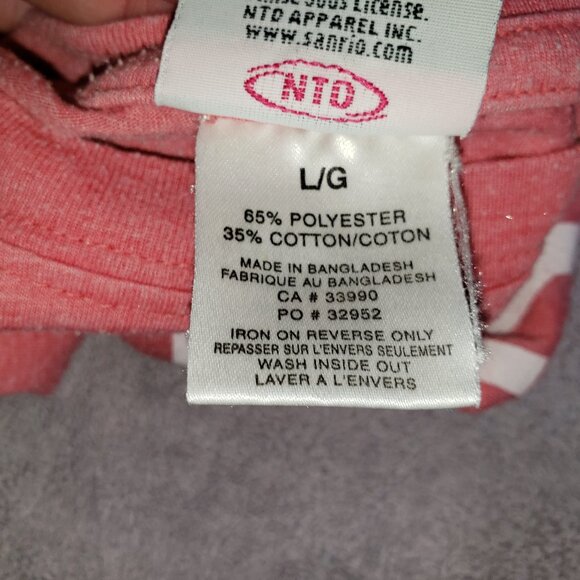 License.
NTD APPAREL INC.
www.sanrio.com
NTD
L/G
65% POLYESTER
35% COTTON/COTON
MADE IN BANGLADESH
FABRIQUE AU BANGLADESH
CA # 33990
PO # 32952
IRON ON REVERSE ONLY
REPASSER SUR L'ENVERS SEULEMENT
WASH INSIDE OUT
LAVER A L'ENVERS